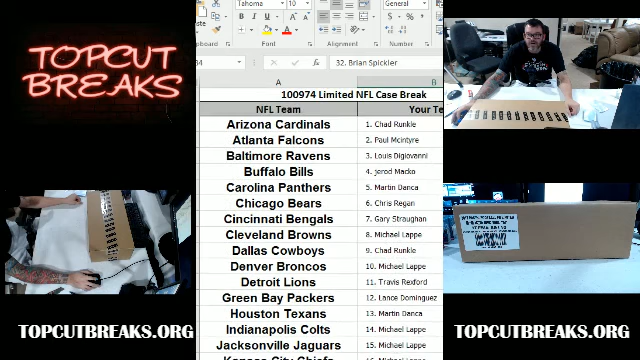 TOPCUT
BREAKS
Tahoma
10
General
32. Brian Spickler
A
B
100974 Limited NFL Case Break
NFL Team
Your Te
Arizona Cardinals 1. Chad Runkle
Atlanta Falcons 2. Paul Mcintyre
Baltimore Ravens 3. Louis Digiovanni
Buffalo Bills 4. jerod Macko
Carolina Panthers 5. Martin Danca
Chicago Bears 6. Chris Regan
Cincinnati Bengals 7. Gary Straughan
Cleveland Browns 8. Michael Lappe
Dallas Cowboys 9. Chad Runkle
Denver Broncos 10. Michael Lappe
Detroit Lions 11. Travis Rexford
Green Bay Packers 12. Lance Dominguez
Houston Texans 13. Martin Danca
Indianapolis Colts 14. Michael Lappe
Jacksonville Jaguars 15. Michael Lappe
Kansas City Chiefs
TOPCUTBREAKS.ORG
TOPCUTBREAKS.ORG